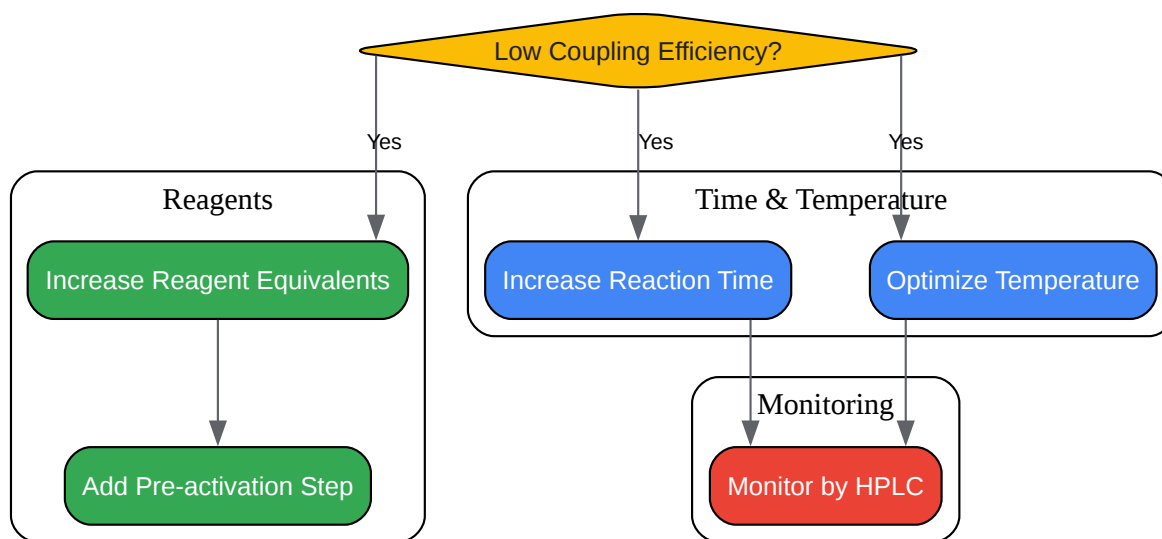 Low Coupling Efficiency?
Yes
Yes
Yes
Reagents
Time & Temperature
Increase Reagent Equivalents
Increase Reaction Time
Optimize Temperature
Monitoring
Add Pre-activation Step
Monitor by HPLC